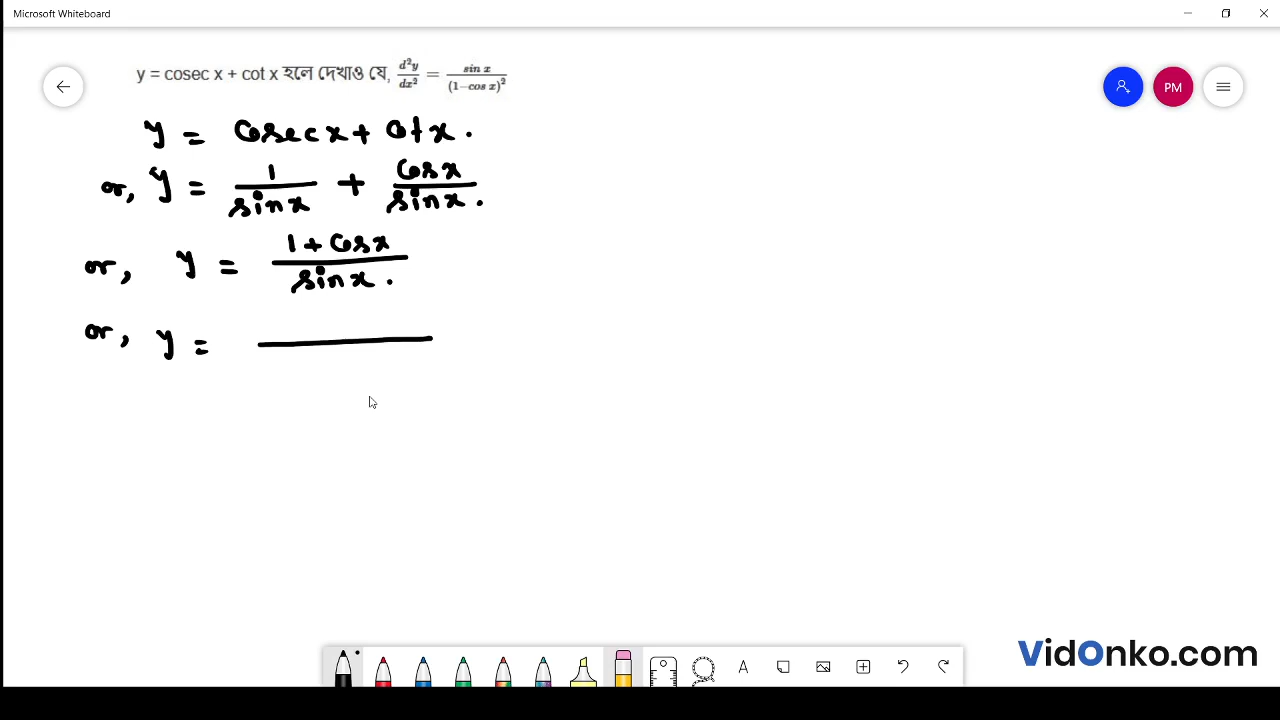 Microsoft Whiteboard
y = cosec x + cot x হলে দেখাও যে, d²y/dx² = sin x/(1−cos x)²
PM
y = Cosec x + Cot x .
or, y = 1/sin x + Cos x/sin x .
or, y = 1 + Cos x/sin x .
or, y =
A
VidOnko.com